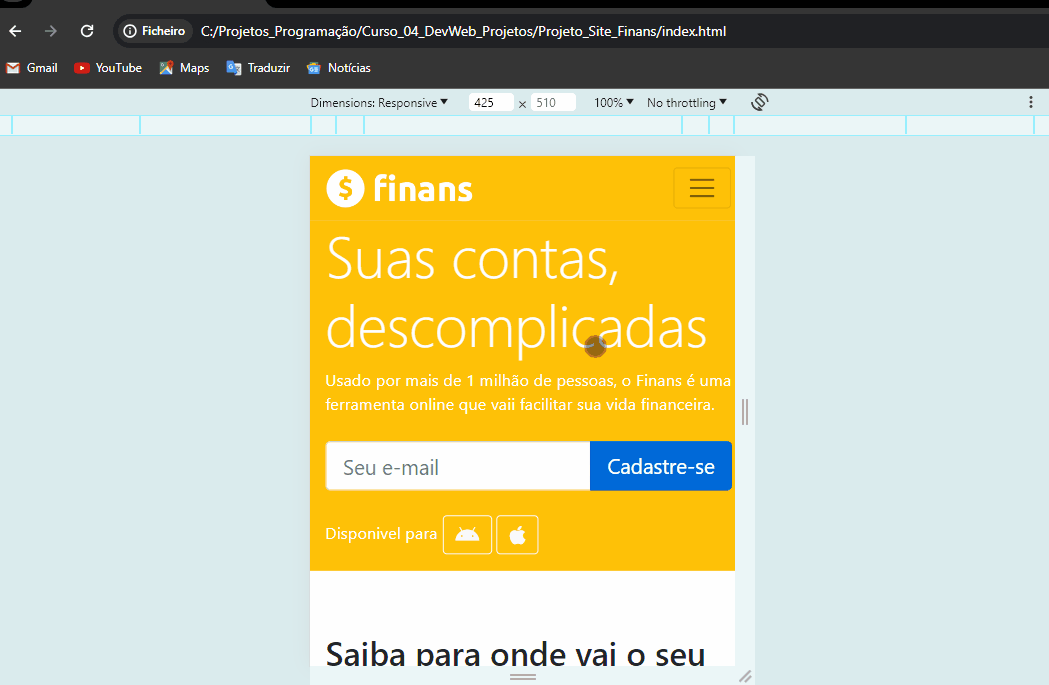 Ficheiro C:/Projetos_Programação/Curso_04_DevWeb_Projetos/Projeto_Site_Finans/index.html
Gmail YouTube Maps Traduzir Notícias
Dimensions: Responsive 425 × 510 100% No throttling
$ finans
Suas contas,
descomplicadas
Usado por mais de 1 milhão de pessoas, o Finans é uma
ferramenta online que vaii facilitar sua vida financeira.
Seu e-mail Cadastre-se
Disponivel para
Saiba para onde vai o seu